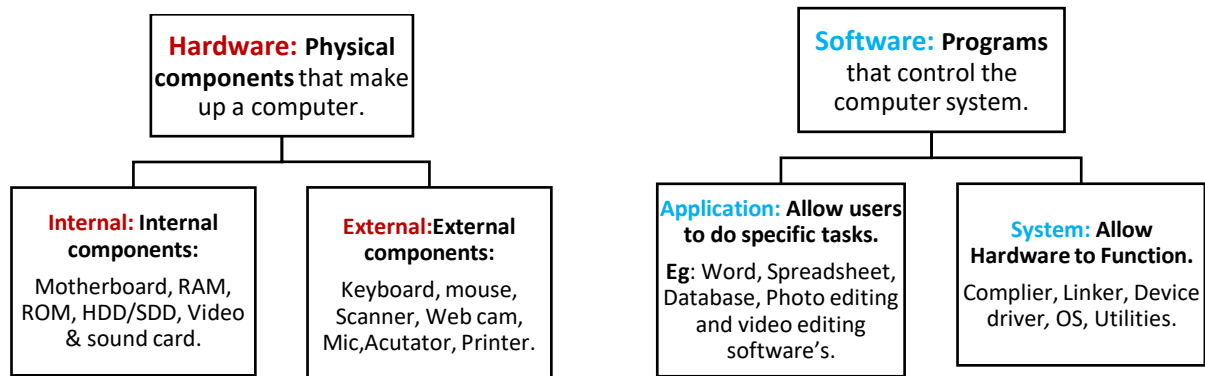 Hardware: Physical
components that make
up a computer.
Software: Programs
that control the
computer system.
Internal: Internal
components:
Motherboard, RAM,
ROM, HDD/SDD, Video
& sound card.
External:External
components:
Keyboard, mouse,
Scanner, Web cam,
Mic,Acutator, Printer.
Application: Allow users
to do specific tasks.
Eg: Word, Spreadsheet,
Database, Photo editing
and video editing
software's.
System: Allow
Hardware to Function.
Complier, Linker, Device
driver, OS, Utilities.